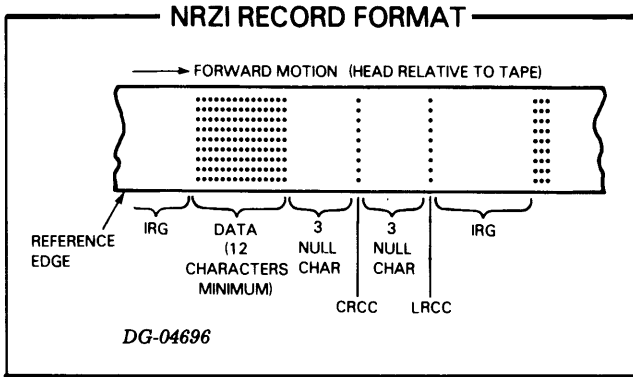 NRZI RECORD FORMAT
FORWARD MOTION (HEAD RELATIVE TO TAPE)
REFERENCE
EDGE
IRG
DATA
(12
CHARACTERS
MINIMUM)
3
NULL
CHAR
CRCC
3
NULL
CHAR
LRCC
IRG
DG-04696